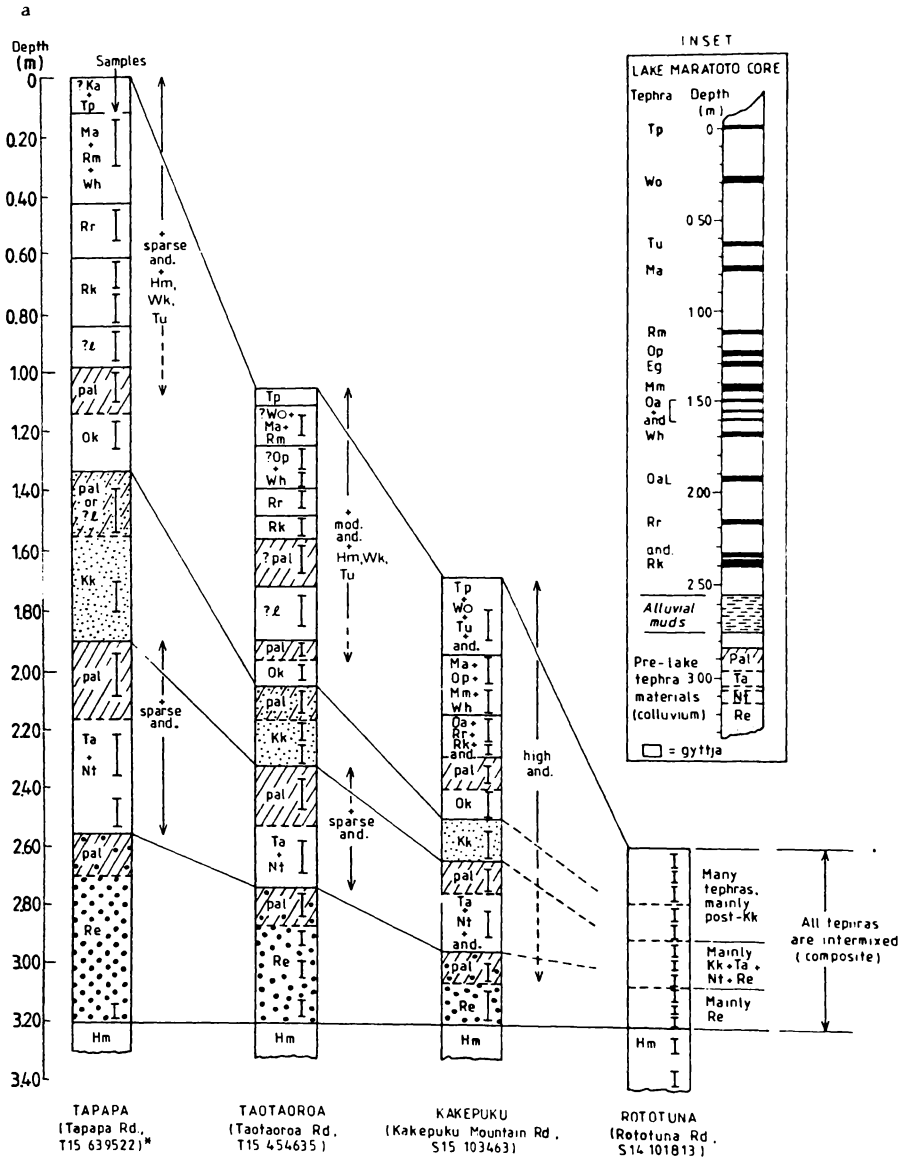 a
Depth
(m)
Samples
0
0.20
0.40
0.60
0.80
1.00
1.20
1.40
1.60
1.80
2.00
2.20
2.40
2.60
2.80
3.00
3.20
3.40
?Ka
+
Tp
Ma
+
Rm
+
Wh
Rr
Rk
?ℓ
pal
Ok
pal
or
?ℓ
Kk
pal
Ta
+
Nt
pal
Re
Hm
+
sparse
and.
+
Hm,
Wk,
Tu
+
sparse
and.
TAPAPA
(Tapapa Rd.,
T15 639522)*
Tp
?Wo+
Ma+
Rm
?Op
+
Wh
Rr
Rk
?pal
?ℓ
pal
Ok
pal
Kk
pal
Ta
+
Nt
pal
Re
Hm
+
mod.
and.
+
Hm,Wk,
Tu
+
sparse
and.
TAOTAOROA
(Taotaoroa Rd,
T15 454635)
Tp
+
Wo
+
Tu
+
and.
Ma+
Op+
Mm+
Wh
Oa+
Rr+
Rk+
and
pal
Ok
Kk
pal
Ta
+
Nt
+
and.
pal
Re
Hm
high
and.
KAKEPUKU
(Kakepuku Mountain Rd,
S15 103463)
Many
tephras,
mainly
post-Kk
Mainly
Kk+Ta+
Nt+Re
Mainly
Re
Hm
All tephras
are intermixed
(composite)
ROTOTUNA
(Rototuna Rd,
S14 101813)
INSET
LAKE MARATOTO CORE
Tephra Depth
(m)
Tp 0
Wo
0 50
Tu
Ma
1 00
Rm
Op
Eg
Mm
Oa 1 50
+
and
Wh
OaL
2 00
Rr
and.
Rk
2 50
Alluvial
muds
Pre-lake Pal
tephra 3 00 Ta
materials Nt
(colluvium) Re
= gyttja